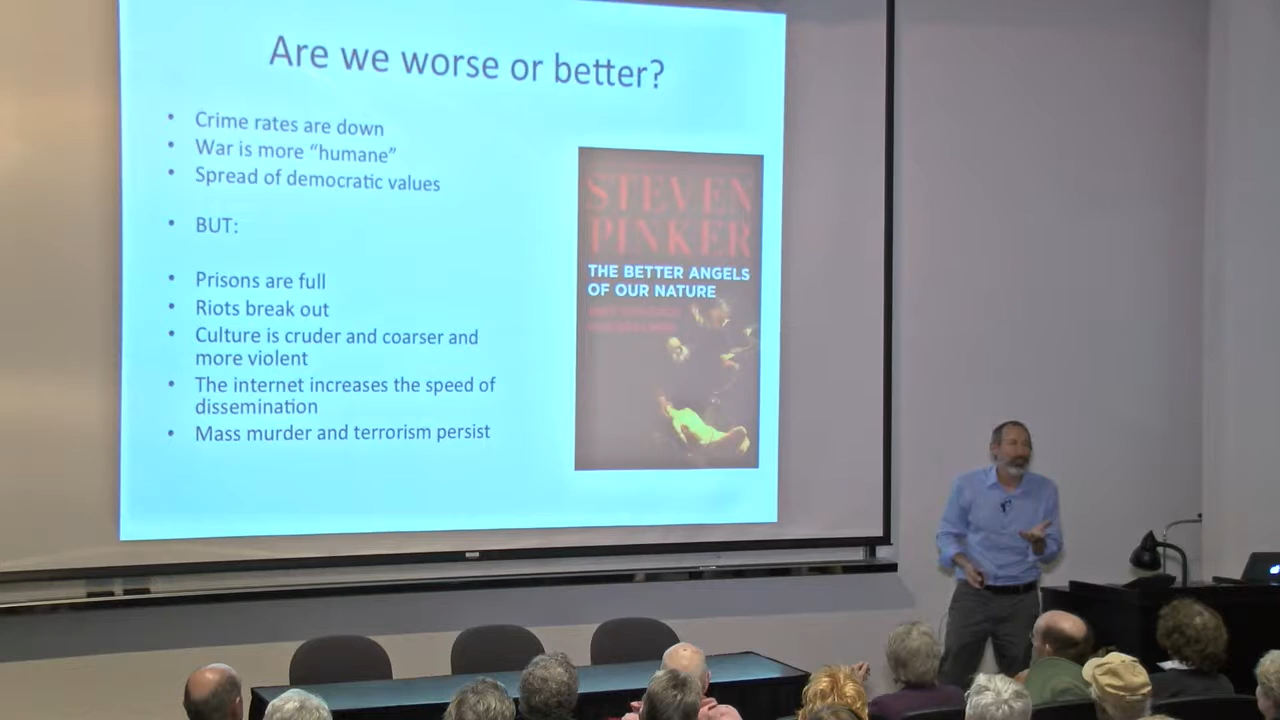 Are we worse or better?
• Crime rates are down
• War is more “humane”
• Spread of democratic values
• BUT:
• Prisons are full
• Riots break out
• Culture is cruder and coarser and
more violent
• The internet increases the speed of
dissemination
• Mass murder and terrorism persist
STEVEN
PINKER
THE BETTER ANGELS
OF OUR NATURE